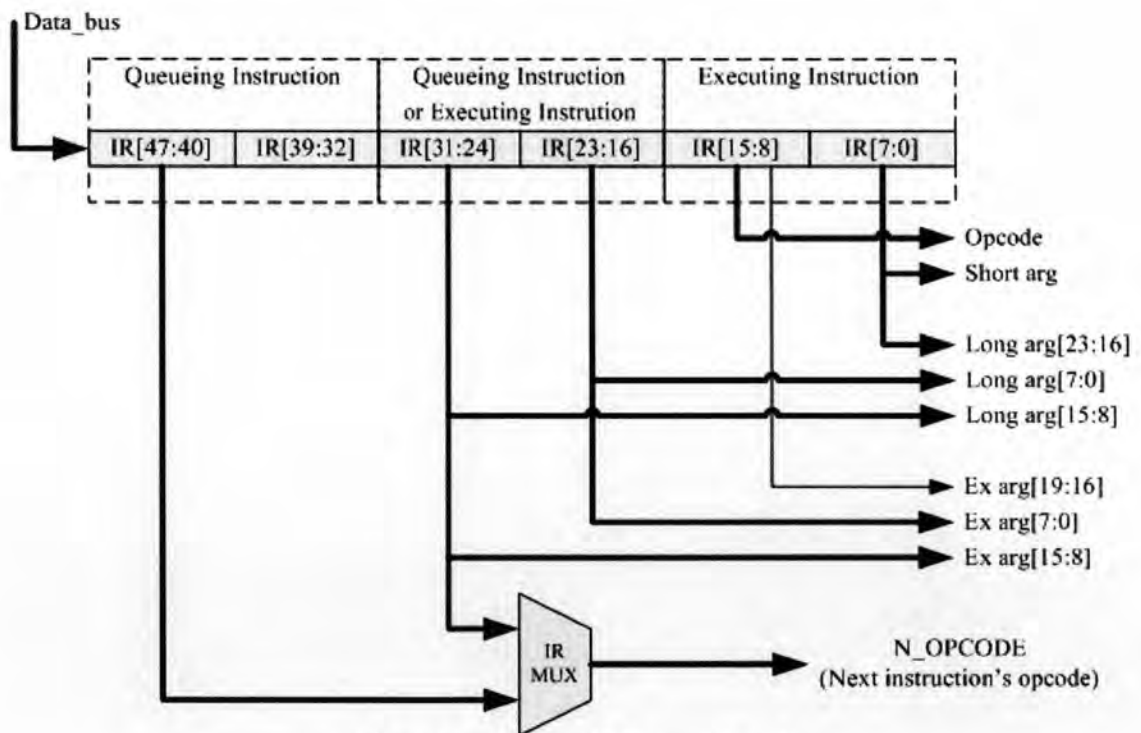 Data_bus
Queueing Instruction
Queueing Instruction
or Executing Instrution
Executing Instruction
IR[47:40]
IR[39:32]
IR[31:24]
IR[23:16]
IR[15:8]
IR[7:0]
Opcode
Short arg
Long arg[23:16]
Long arg[7:0]
Long arg[15:8]
Ex arg[19:16]
Ex arg[7:0]
Ex arg[15:8]
IR
MUX
N_OPCODE
(Next instruction's opcode)